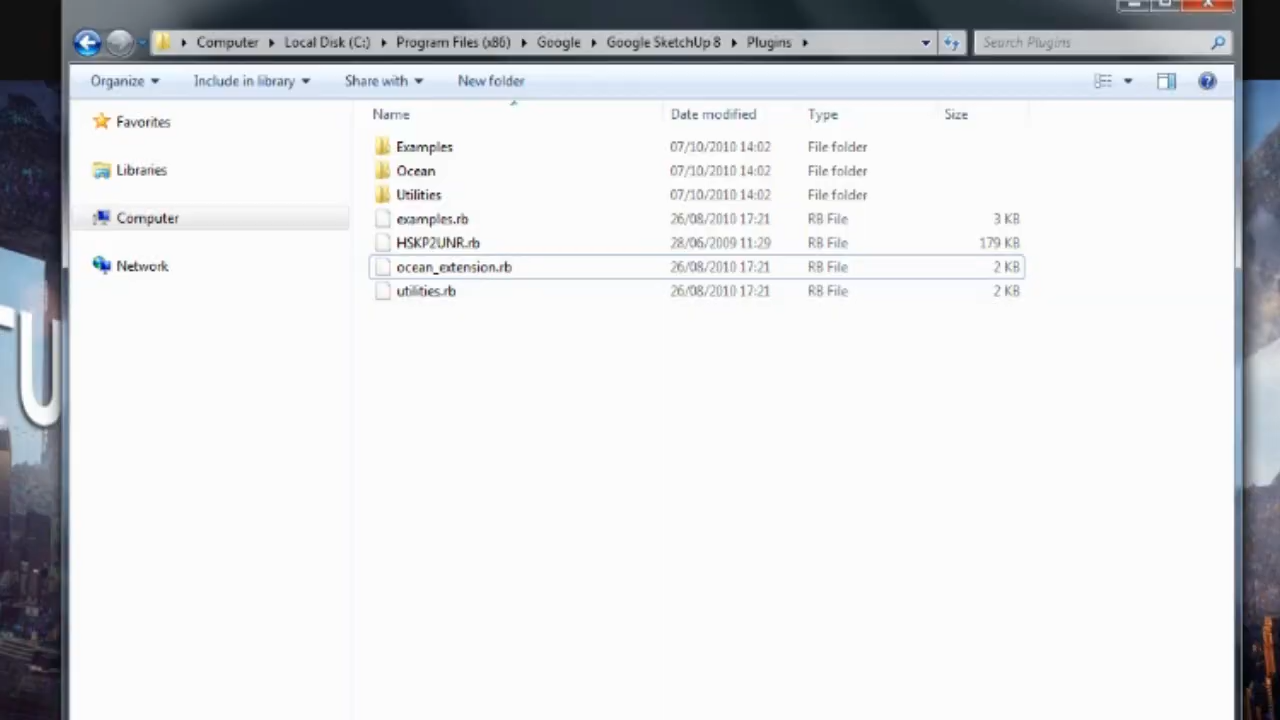 Computer Local Disk (C:) Program Files (x86) Google Google SketchUp 8 Plugins Search Plugins
Organize Include in library Share with New folder
Name Date modified Type Size
Favorites
Libraries
Computer
Network
Examples 07/10/2010 14:02 File folder
Ocean 07/10/2010 14:02 File folder
Utilities 07/10/2010 14:02 File folder
examples.rb 26/08/2010 17:21 RB File 3 KB
HSKP2UNR.rb 28/06/2009 11:29 RB File 179 KB
ocean_extension.rb 26/08/2010 17:21 RB File 2 KB
utilities.rb 26/08/2010 17:21 RB File 2 KB